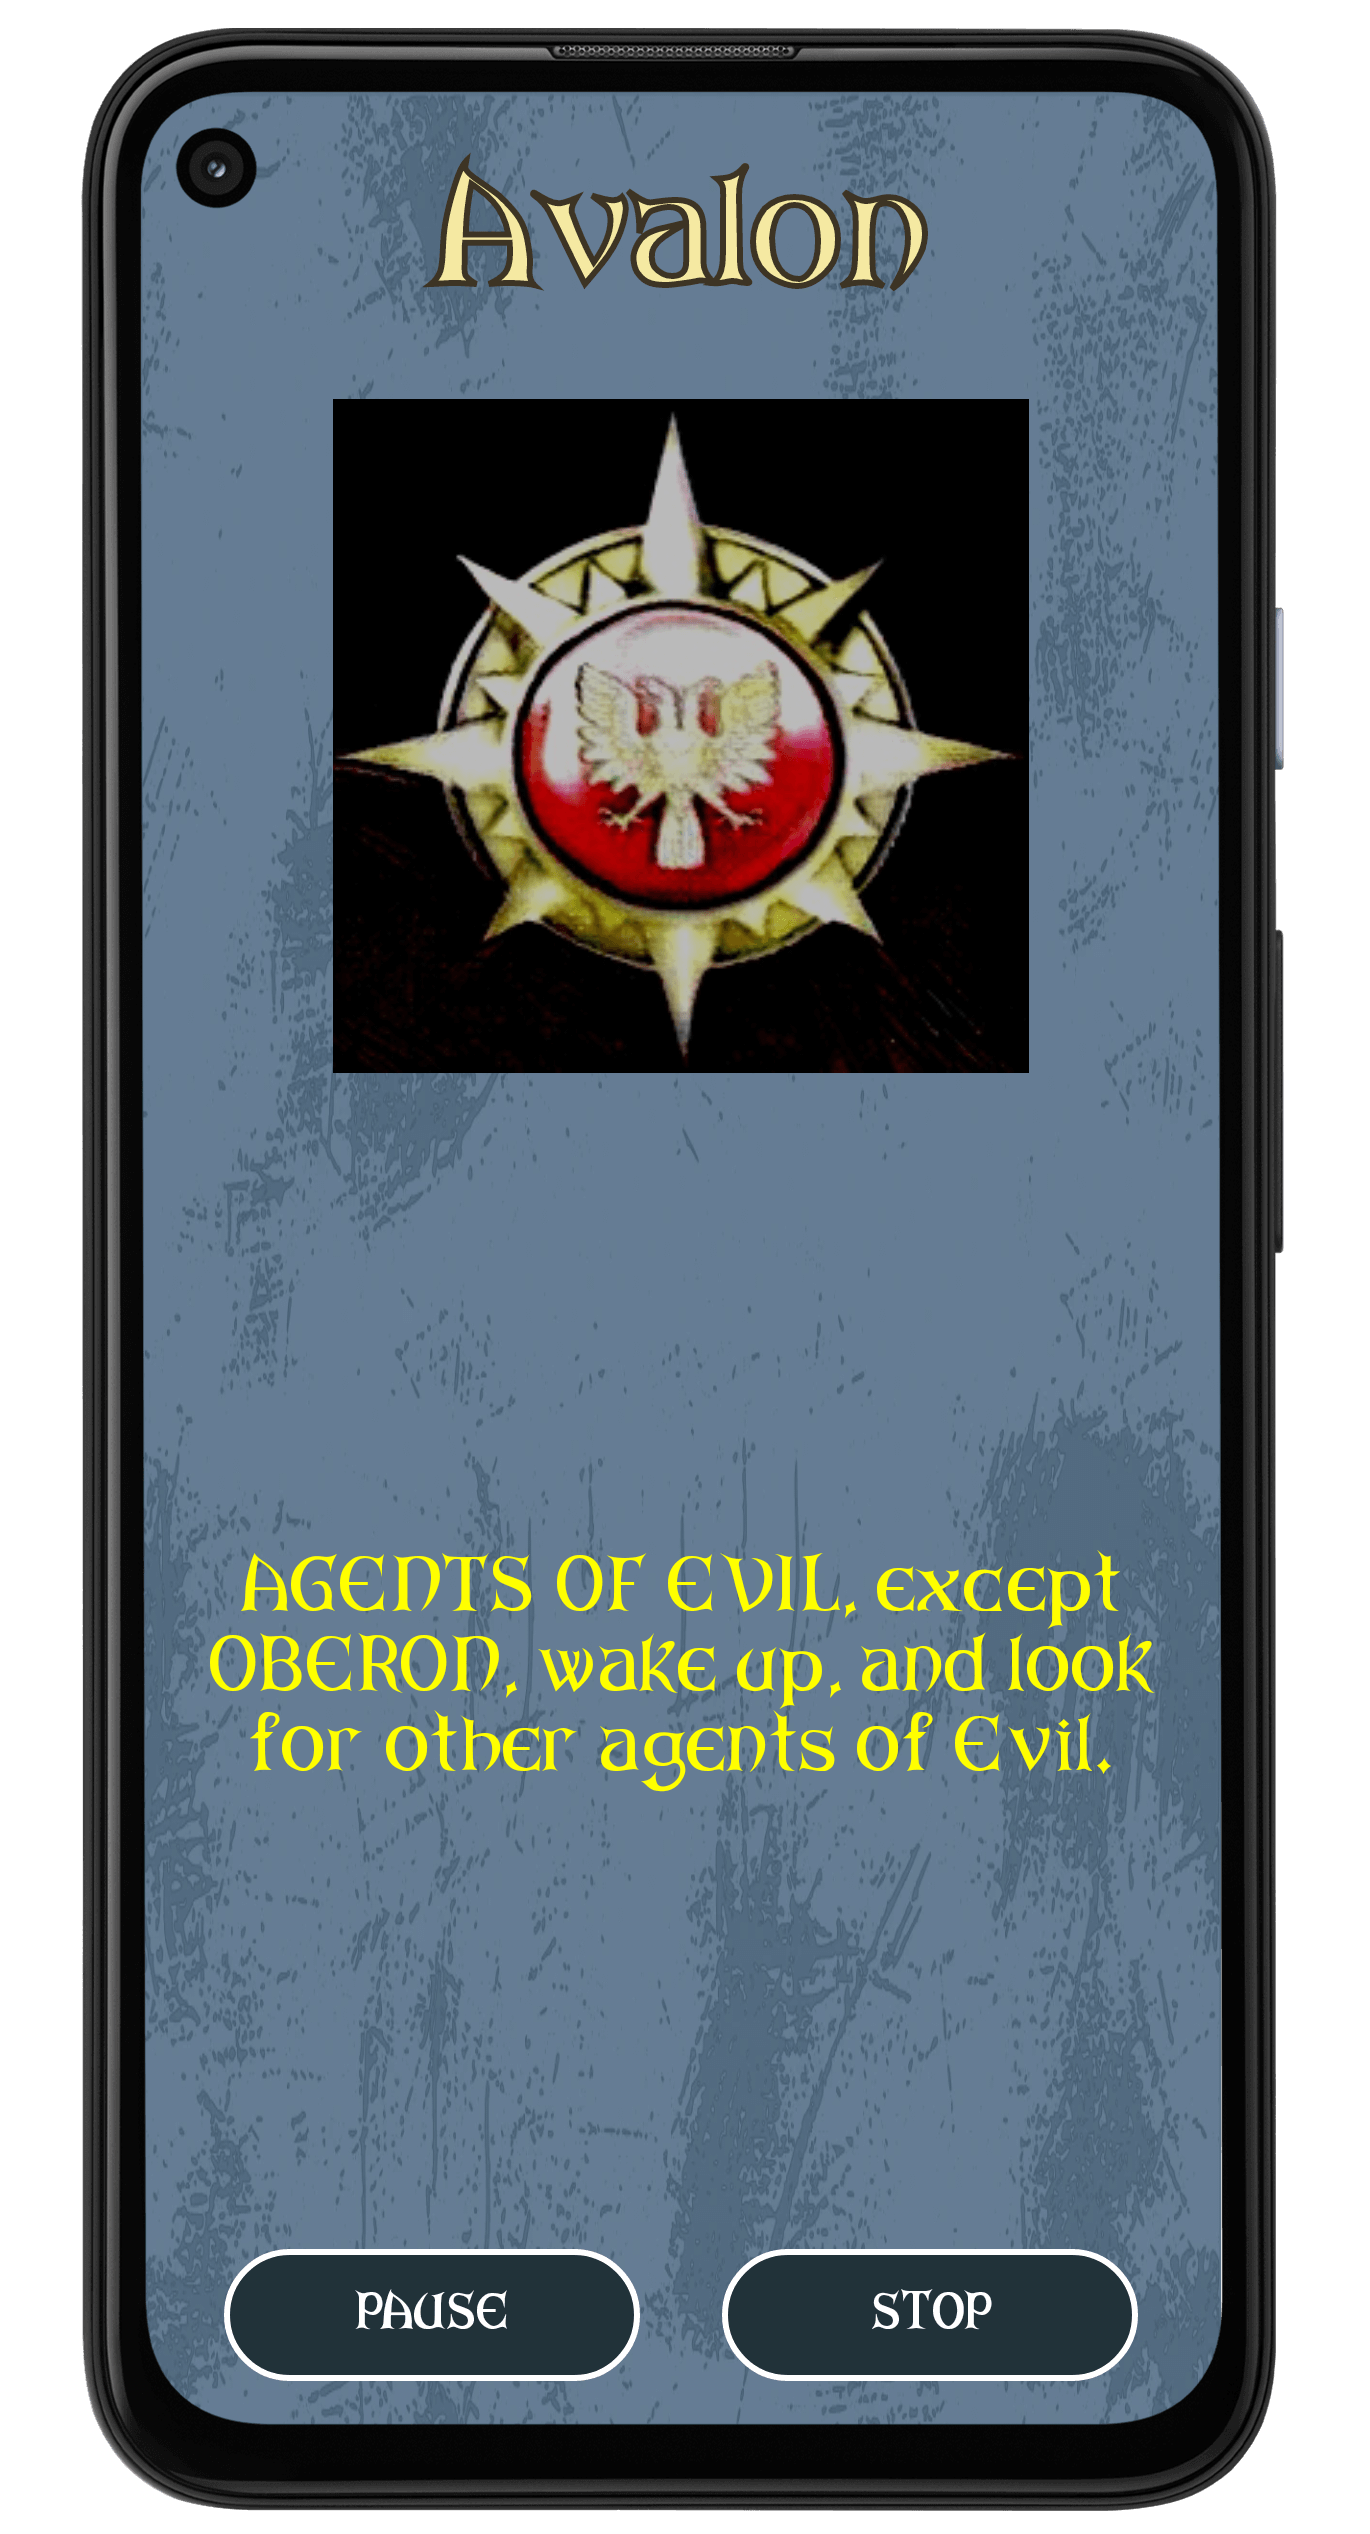 Avalon
AGENTS OF EVIL, except
OBERON, wake up, and look
for other agents of Evil.
PAUSE
STOP